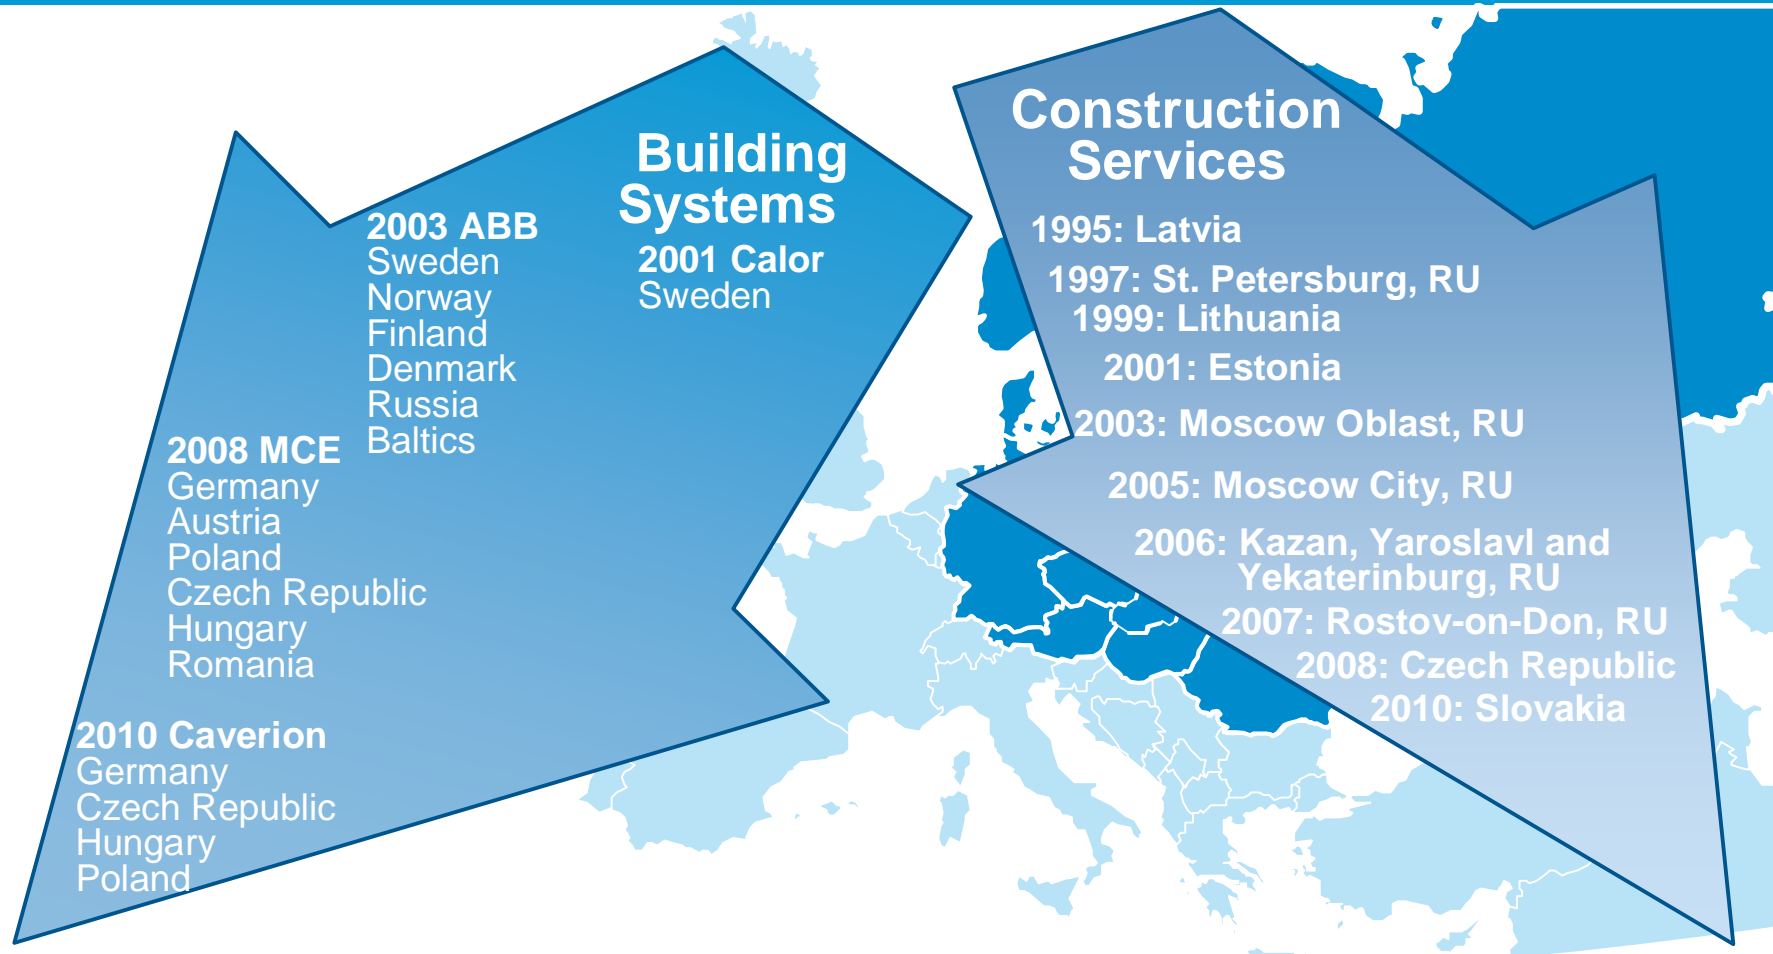 Building
Systems
2001 Calor
Sweden
2003 ABB
Sweden
Norway
Finland
Denmark
Russia
Baltics
2008 MCE
Germany
Austria
Poland
Czech Republic
Hungary
Romania
2010 Caverion
Germany
Czech Republic
Hungary
Poland
Construction
Services
1995: Latvia
1997: St. Petersburg, RU
1999: Lithuania
2001: Estonia
2003: Moscow Oblast, RU
2005: Moscow City, RU
2006: Kazan, Yaroslavl and
Yekaterinburg, RU
2007: Rostov-on-Don, RU
2008: Czech Republic
2010: Slovakia